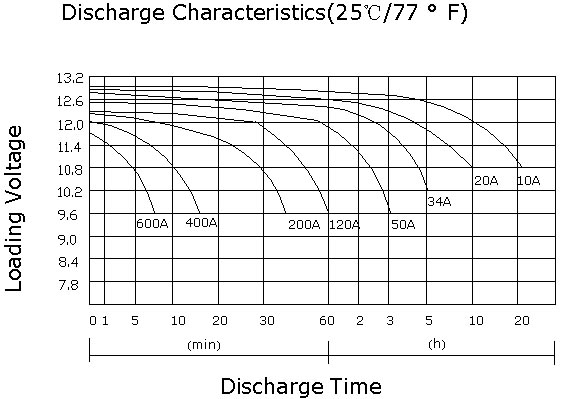 Discharge Characteristics(25℃/77 ° F)
Loading Voltage
13.2
12.6
12.0
11.4
10.8
10.2
9.6
9.0
8.4
7.8
600A 400A 200A 120A 50A 34A 20A 10A
0 1 5 10 20 30 60 2 3 5 10 20
(min) (h)
Discharge Time